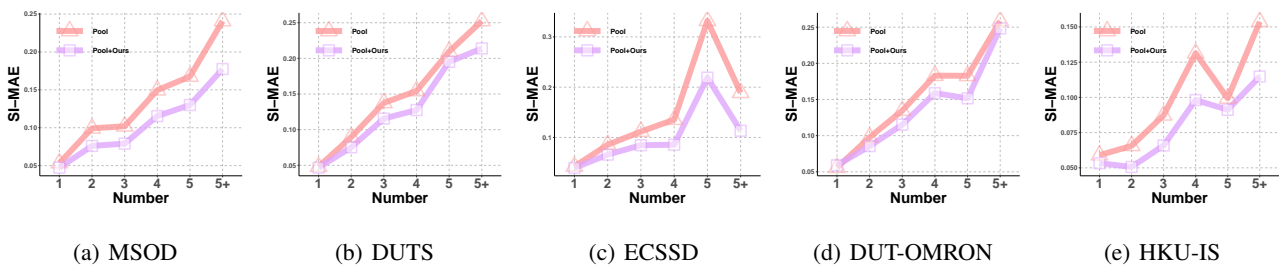 SI−MAE
0.25
0.20
0.15
0.10
0.05
Pool
Pool+Ours
1 2 3 4 5 5+
Number
(a) MSOD
SI−MAE
0.25
0.20
0.15
0.10
0.05
Pool
Pool+Ours
1 2 3 4 5 5+
Number
(b) DUTS
SI−MAE
0.3
0.2
0.1
Pool
Pool+Ours
1 2 3 4 5 5+
Number
(c) ECSSD
SI−MAE
0.25
0.20
0.15
0.10
0.05
Pool
Pool+Ours
1 2 3 4 5 5+
Number
(d) DUT-OMRON
SI−MAE
0.150
0.125
0.100
0.075
0.050
Pool
Pool+Ours
1 2 3 4 5 5+
Number
(e) HKU-IS